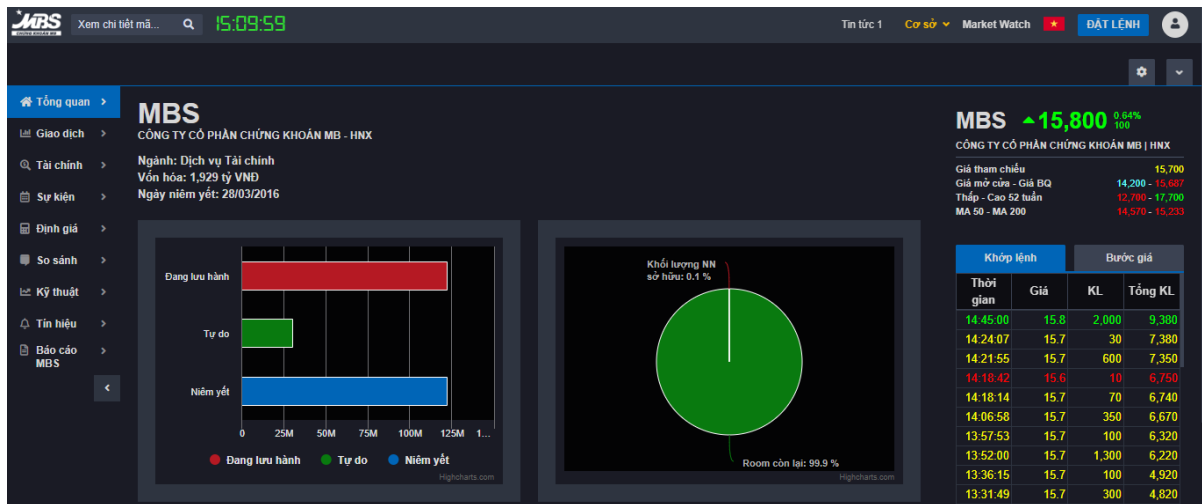 MBS
CHỨNG KHOÁN MB
Xem chi tiết mã...
15:09:59
Tin tức 1
Cơ sở
Market Watch
ĐẶT LỆNH
Tổng quan
Giao dịch
Tài chính
Sự kiện
Định giá
So sánh
Kỹ thuật
Tín hiệu
Báo cáo
MBS
MBS
CÔNG TY CỔ PHẦN CHỨNG KHOÁN MB - HNX
Ngành: Dịch vụ Tài chính
Vốn hóa: 1,929 tỷ VNĐ
Ngày niêm yết: 28/03/2016
Đang lưu hành
Tự do
Niêm yết
0 25M 50M 75M 100M 125M 1...
Đang lưu hành Tự do Niêm yết
Highcharts.com
Khối lượng NN
sở hữu: 0.1 %
Room còn lại: 99.9 %
Highcharts.com
MBS 15,800 0.64%
100
CÔNG TY CỔ PHẦN CHỨNG KHOÁN MB | HNX
Giá tham chiếu 15,700
Giá mở cửa - Giá BQ 14,200 - 15,687
Thấp - Cao 52 tuần 12,700 - 17,700
MA 50 - MA 200 14,570 - 15,233
Khớp lệnh Bước giá
Thời gian Giá KL Tổng KL
14:45:00 15.8 2,000 9,380
14:24:07 15.7 30 7,380
14:21:55 15.7 600 7,350
14:18:42 15.6 10 6,750
14:18:14 15.7 70 6,740
14:06:58 15.7 350 6,670
13:57:53 15.7 100 6,320
13:52:00 15.7 1,300 6,220
13:36:15 15.7 100 4,920
13:31:49 15.7 300 4,820